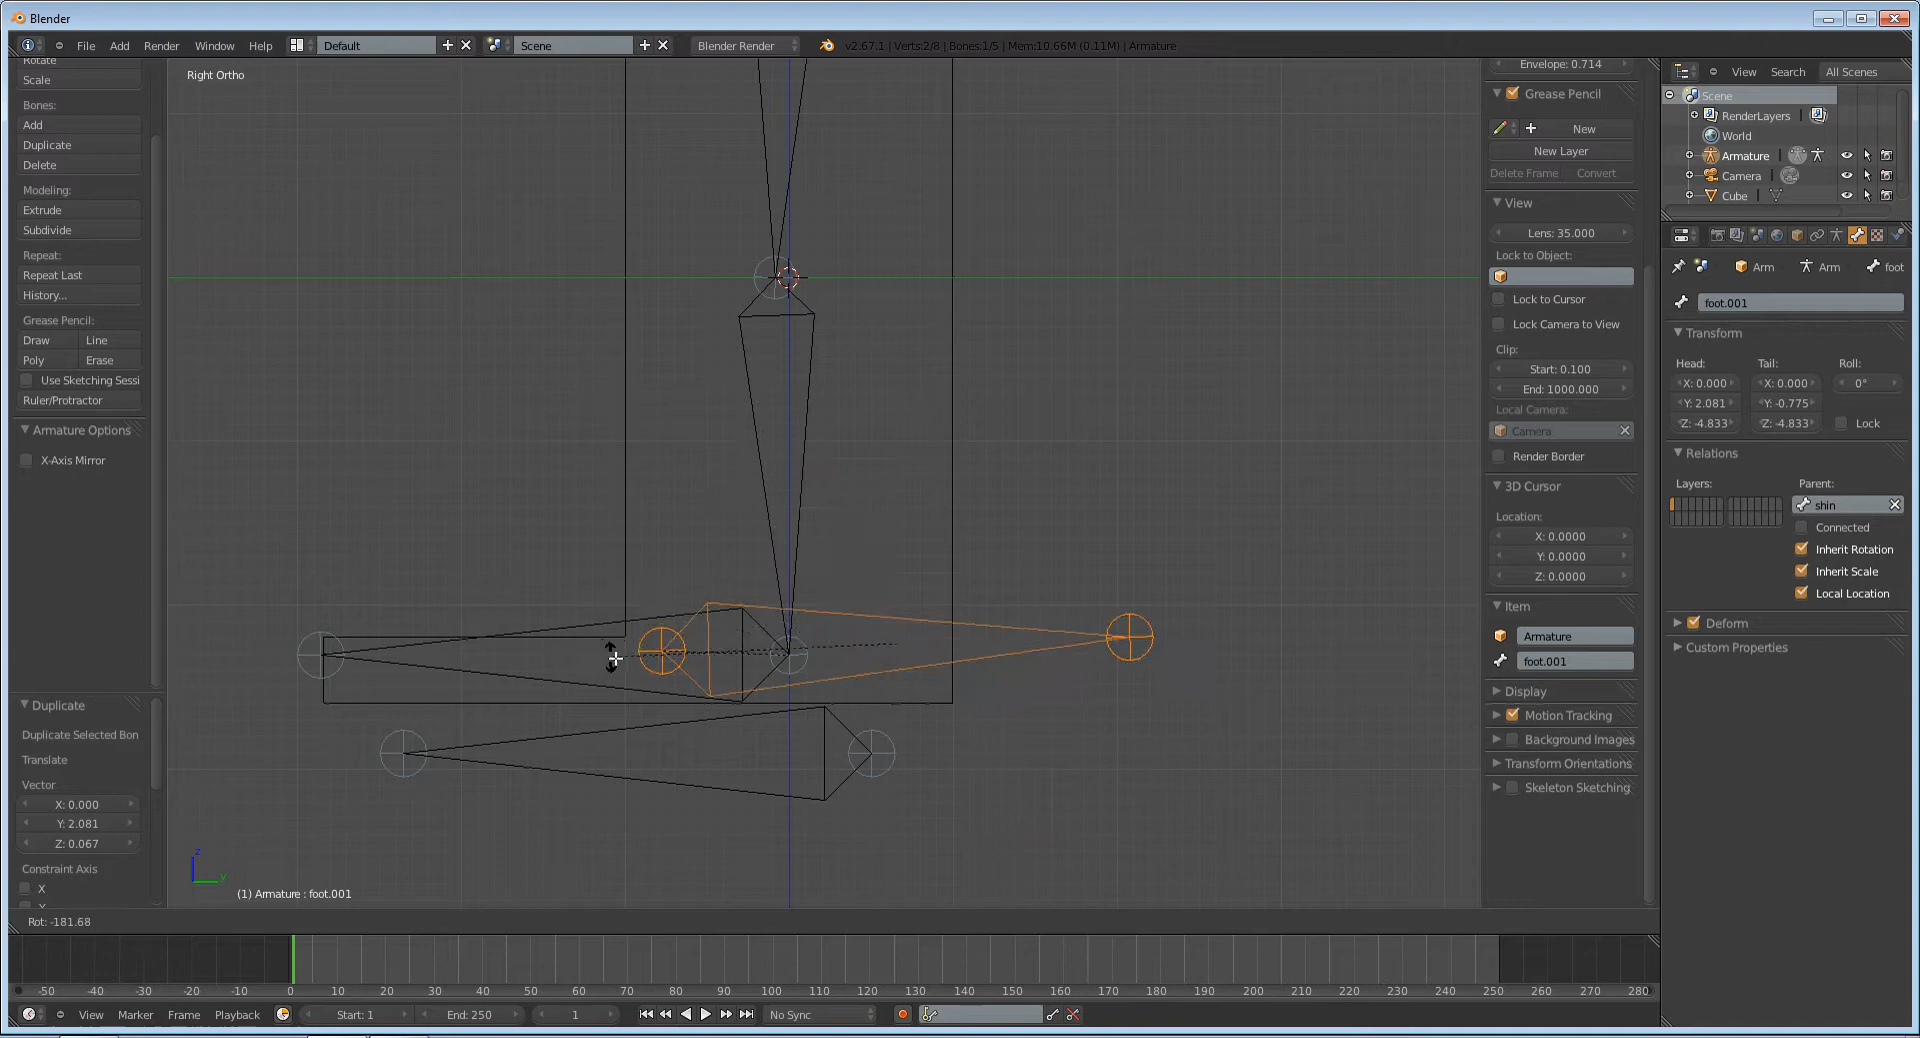 Blender
File Add Render Window Help Default Scene Blender Render v2.67.1 | Verts:2/8 | Bones:1/5 | Mem:10.66M (0.11M) | Armature
Rotate
Scale
Bones:
Add
Duplicate
Delete
Modeling:
Extrude
Subdivide
Repeat:
Repeat Last
History...
Grease Pencil:
Draw Line
Poly Erase
Use Sketching Sessi
Ruler/Protractor
Armature Options
X-Axis Mirror
Duplicate
Duplicate Selected Bon
Translate
Vector
X: 0.000
Y: 2.081
Z: 0.067
Constraint Axis
X
Right Ortho
z
y
(1) Armature : foot.001
Rot: -181.68
Envelope: 0.714
Grease Pencil
New
New Layer
Delete Frame Convert
View
Lens: 35.000
Lock to Object:
Lock to Cursor
Lock Camera to View
Clip:
Start: 0.100
End: 1000.000
Local Camera:
Camera
Render Border
3D Cursor
Location:
X: 0.0000
Y: 0.0000
Z: 0.0000
Item
Armature
foot.001
Display
Motion Tracking
Background Images
Transform Orientations
Skeleton Sketching
View Search All Scenes
Scene
RenderLayers |
World
Armature |
Camera |
Cube |
Arm Arm foot
foot.001
Transform
Head: Tail: Roll:
X: 0.000 X: 0.000 0°
Y: 2.081 Y: -0.775
Z: -4.833 Z: -4.833 Lock
Relations
Layers: Parent:
shin
Connected
Inherit Rotation
Inherit Scale
Local Location
Deform
Custom Properties
-50 -40 -30 -20 -10 0 10 20 30 40 50 60 70 80 90 100 110 120 130 140 150 160 170 180 190 200 210 220 230 240 250 260 270 280
View Marker Frame Playback Start: 1 End: 250 1 No Sync